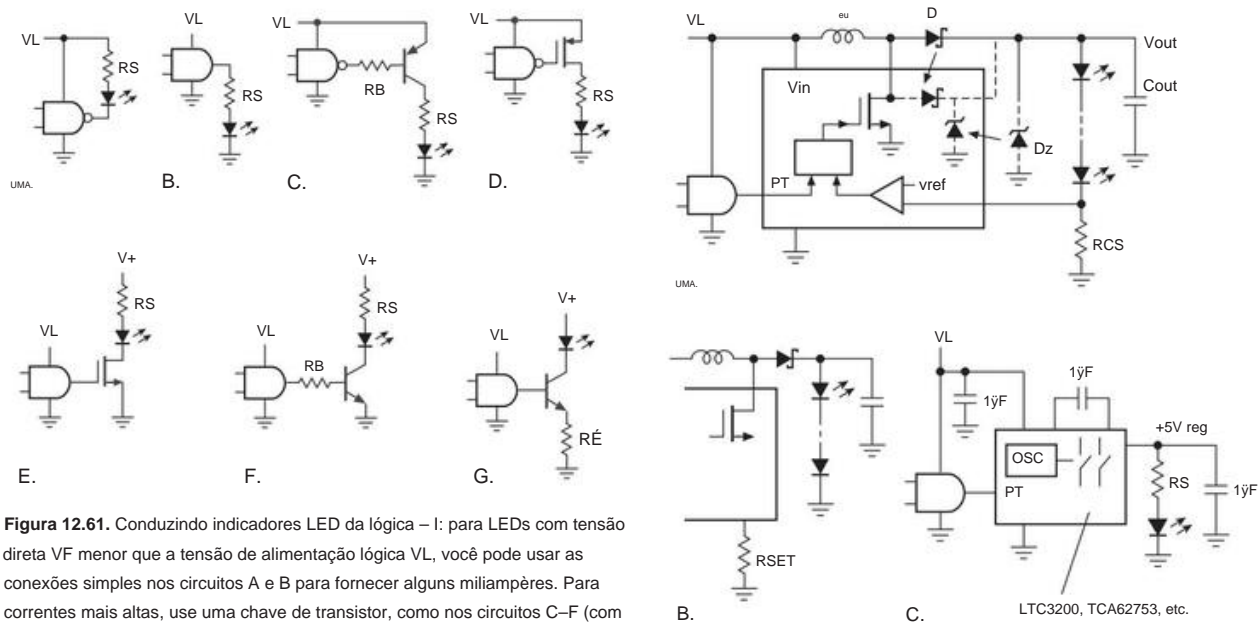 VL
RS
UMA.
VL
RS
B.
VL
RB
RS
C.
VL
RS
D.
V+
RS
VL
E.
V+
RS
VL
RB
F.
V+
VL
RÉ
G.
Figura 12.61. Conduzindo indicadores LED da lógica – I: para LEDs com tensão
direta VF menor que a tensão de alimentação lógica VL, você pode usar as
conexões simples nos circuitos A e B para fornecer alguns miliampères. Para
correntes mais altas, use uma chave de transistor, como nos circuitos C–F (com
VL
eu
D
Vout
Cout
Vin
Dz
PT
vref
RCS
UMA.
RSET
B.
VL
1ÿF
1ÿF
+5V reg
OSC
PT
RS
1ÿF
C.
LTC3200, TCA62753, etc.